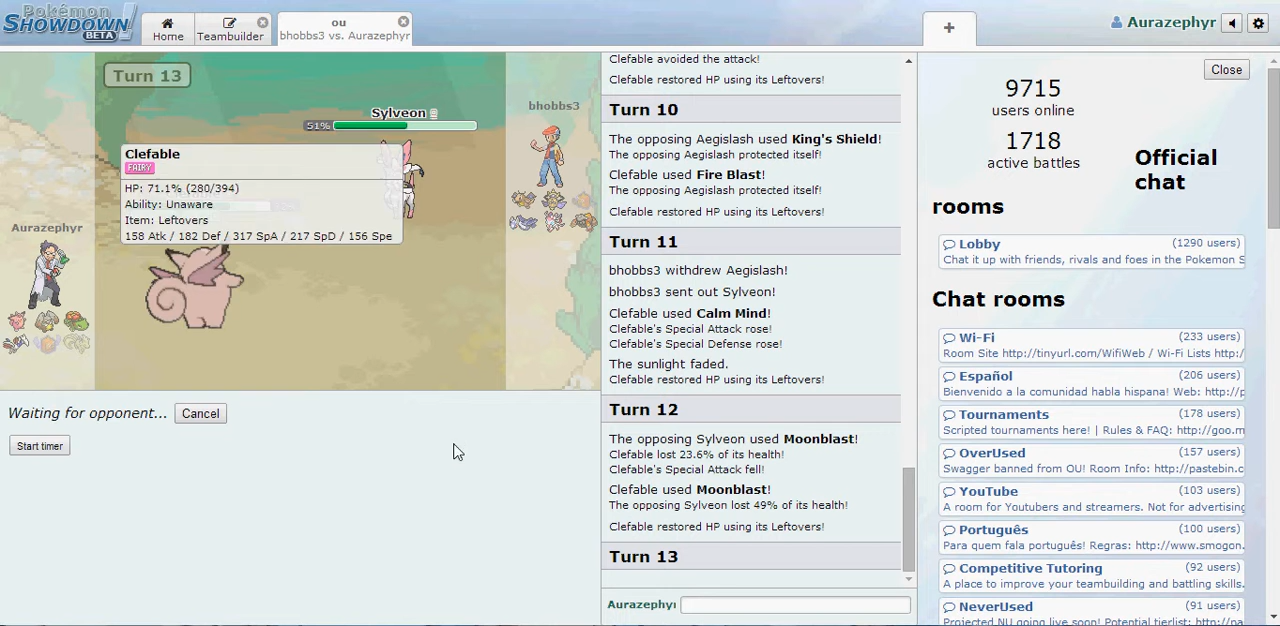 Pokémon
SHOWDOWN!
BETA
Home
Teambuilder
ou
bhobbs3 vs. Aurazephyr
+
Aurazephyr
Turn 13
Sylveon
51%
bhobbs3
Clefable
FAIRY
HP: 71.1% (280/394)
Ability: Unaware
Item: Leftovers
158 Atk / 182 Def / 317 SpA / 217 SpD / 156 Spe
Aurazephyr
Waiting for opponent... Cancel
Start timer
Clefable avoided the attack!
Clefable restored HP using its Leftovers!
Turn 10
The opposing Aegislash used King's Shield!
The opposing Aegislash protected itself!
Clefable used Fire Blast!
The opposing Aegislash protected itself!
Clefable restored HP using its Leftovers!
Turn 11
bhobbs3 withdrew Aegislash!
bhobbs3 sent out Sylveon!
Clefable used Calm Mind!
Clefable's Special Attack rose!
Clefable's Special Defense rose!
The sunlight faded.
Clefable restored HP using its Leftovers!
Turn 12
The opposing Sylveon used Moonblast!
Clefable lost 23.6% of its health!
Clefable's Special Attack fell!
Clefable used Moonblast!
The opposing Sylveon lost 49% of its health!
Clefable restored HP using its Leftovers!
Turn 13
Aurazephyr
Close
9715
users online
1718
active battles
Official
chat
rooms
Lobby (1290 users)
Chat it up with friends, rivals and foes in the Pokemon S
Chat rooms
Wi-Fi (233 users)
Room Site http://tinyurl.com/WifiWeb / Wi-Fi Lists http:/
Español (206 users)
Bienvenido a la comunidad habla hispana! Web: http://p
Tournaments (178 users)
Scripted tournaments here! | Rules & FAQ: http://goo.m
OverUsed (157 users)
Swagger banned from OU! Room Info: http://pastebin.c
YouTube (103 users)
A room for Youtubers and streamers. Not for advertising
Português (100 users)
Para quem fala português! Regras: http://www.smogon.
Competitive Tutoring (92 users)
A place to improve your teambuilding and battling skills.
NeverUsed (91 users)
Projected NU going live soon! Potential tierlist: http://pa